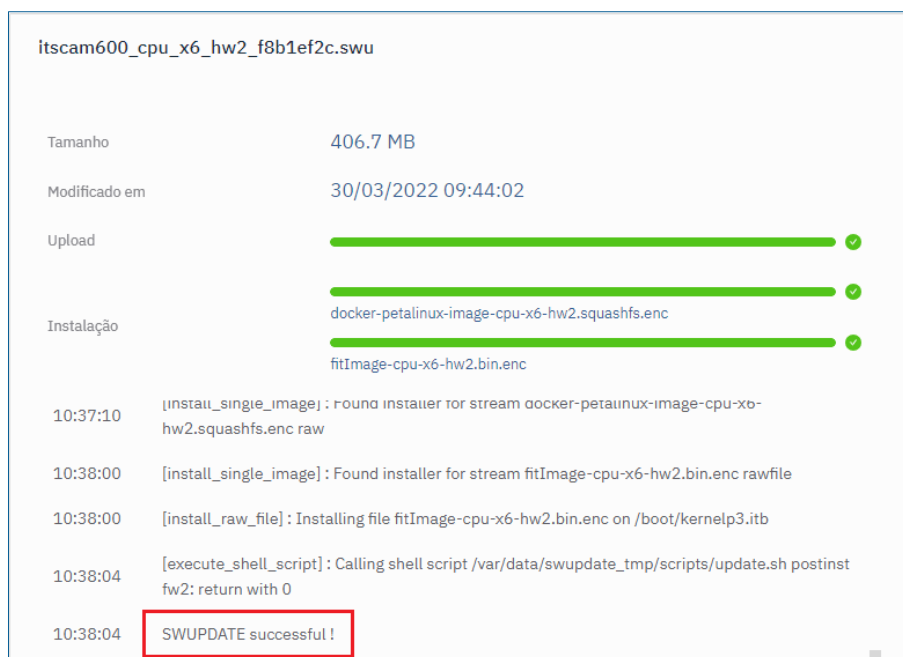 itscam600_cpu_x6_hw2_f8b1ef2c.swu
Tamanho 406.7 MB
Modificado em 30/03/2022 09:44:02
Upload
docker-petalinux-image-cpu-x6-hw2.squashfs.enc
Instalação
fitImage-cpu-x6-hw2.bin.enc
10:37:10 [install_single_image] : Found installer for stream docker-petalinux-image-cpu-x6-
hw2.squashfs.enc raw
10:38:00 [install_single_image] : Found installer for stream fitImage-cpu-x6-hw2.bin.enc rawfile
10:38:00 [install_raw_file] : Installing file fitImage-cpu-x6-hw2.bin.enc on /boot/kernelp3.itb
10:38:04 [execute_shell_script] : Calling shell script /var/data/swupdate_tmp/scripts/update.sh postinst
fw2: return with 0
10:38:04 SWUPDATE successful !